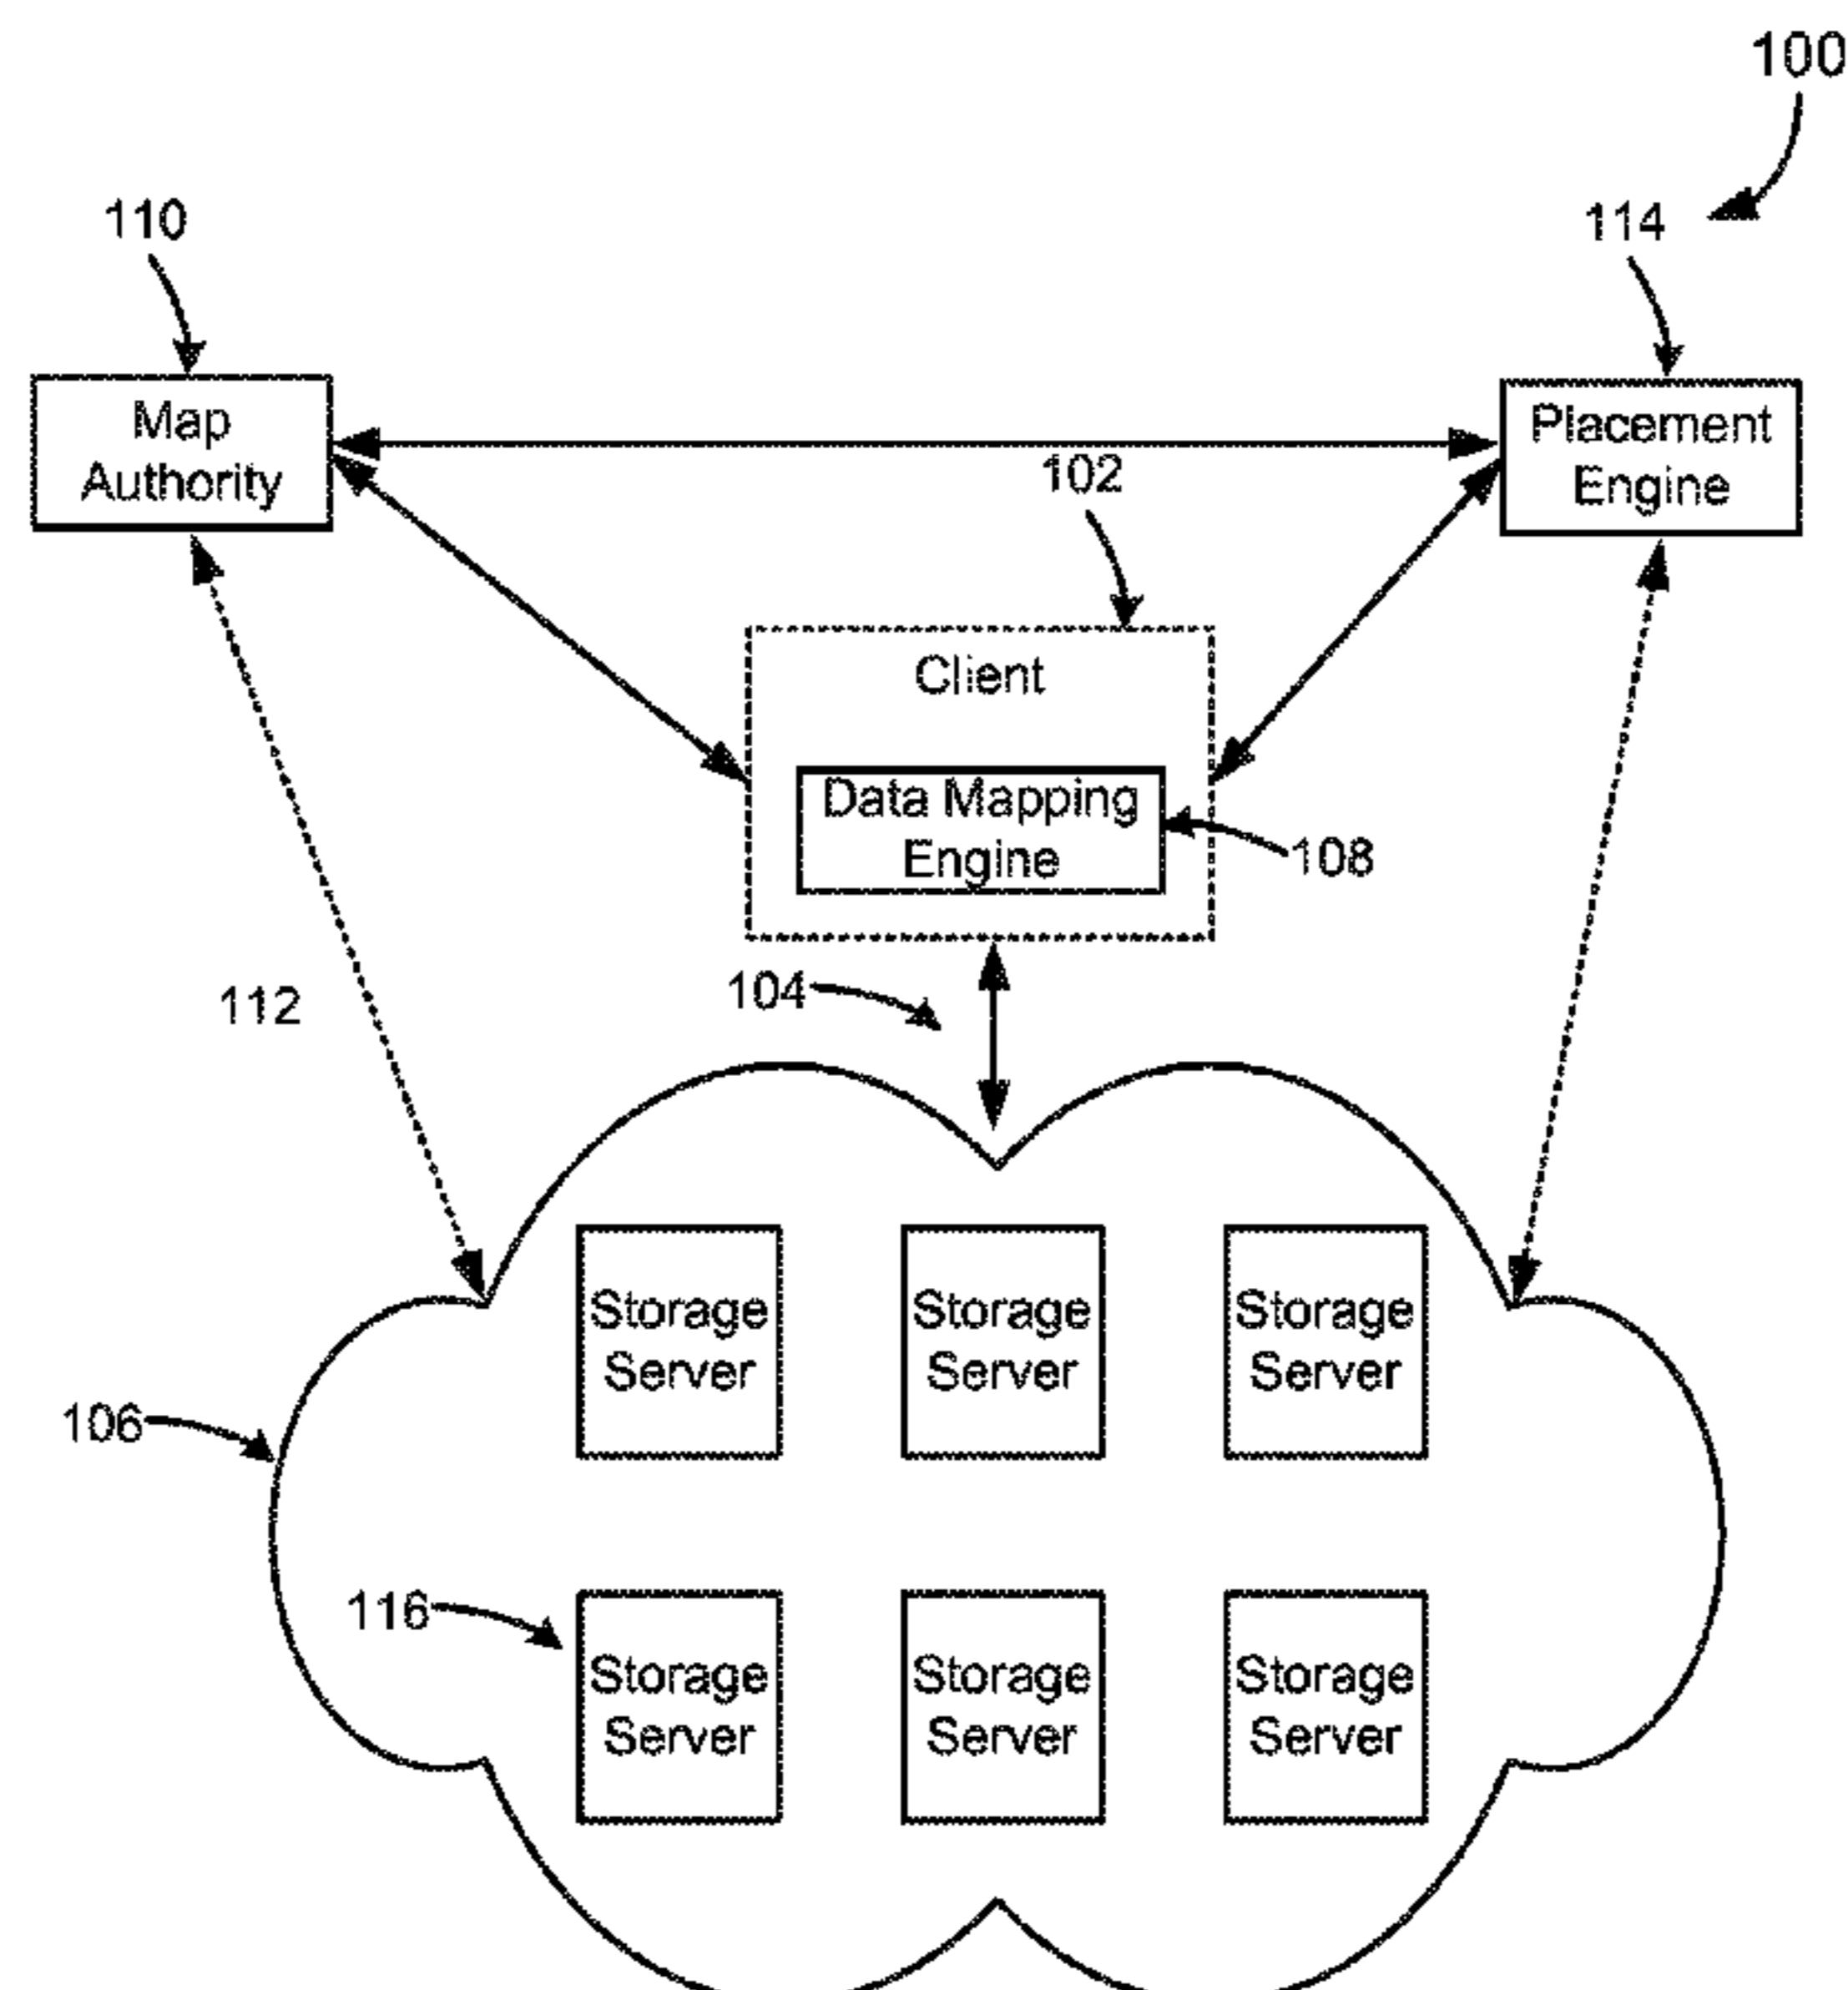 100
110
114
Map
Authority
Placement
Engine
102
Client
Data Mapping
Engine
108
104
112
Storage
Server
Storage
Server
Storage
Server
106
116
Storage
Server
Storage
Server
Storage
Server